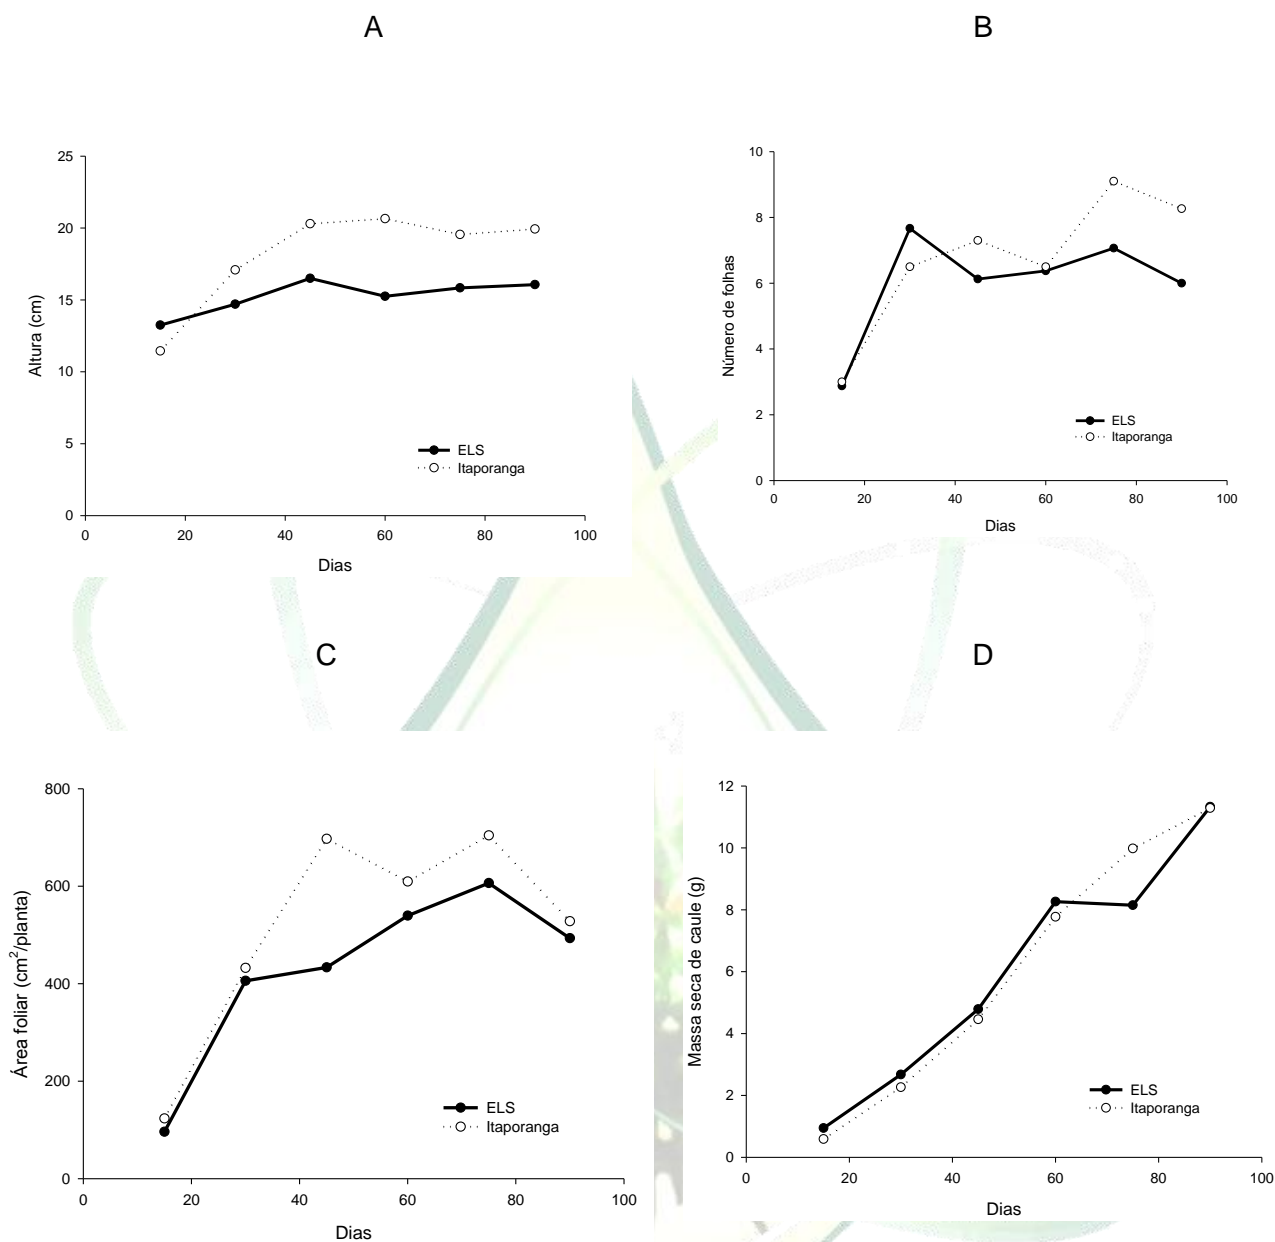 A
25
20
15
10
5
0
Altura (cm)
ELS
Itaporanga
0 20 40 60 80 100
Dias
B
10
8
6
4
2
0
Número de folhas
ELS
Itaporanga
0 20 40 60 80 100
Dias
C
800
600
400
200
0
Área foliar (cm²/planta)
ELS
Itaporanga
0 20 40 60 80 100
Dias
D
12
10
8
6
4
2
0
Massa seca de caule (g)
ELS
Itaporanga
0 20 40 60 80 100
Dias